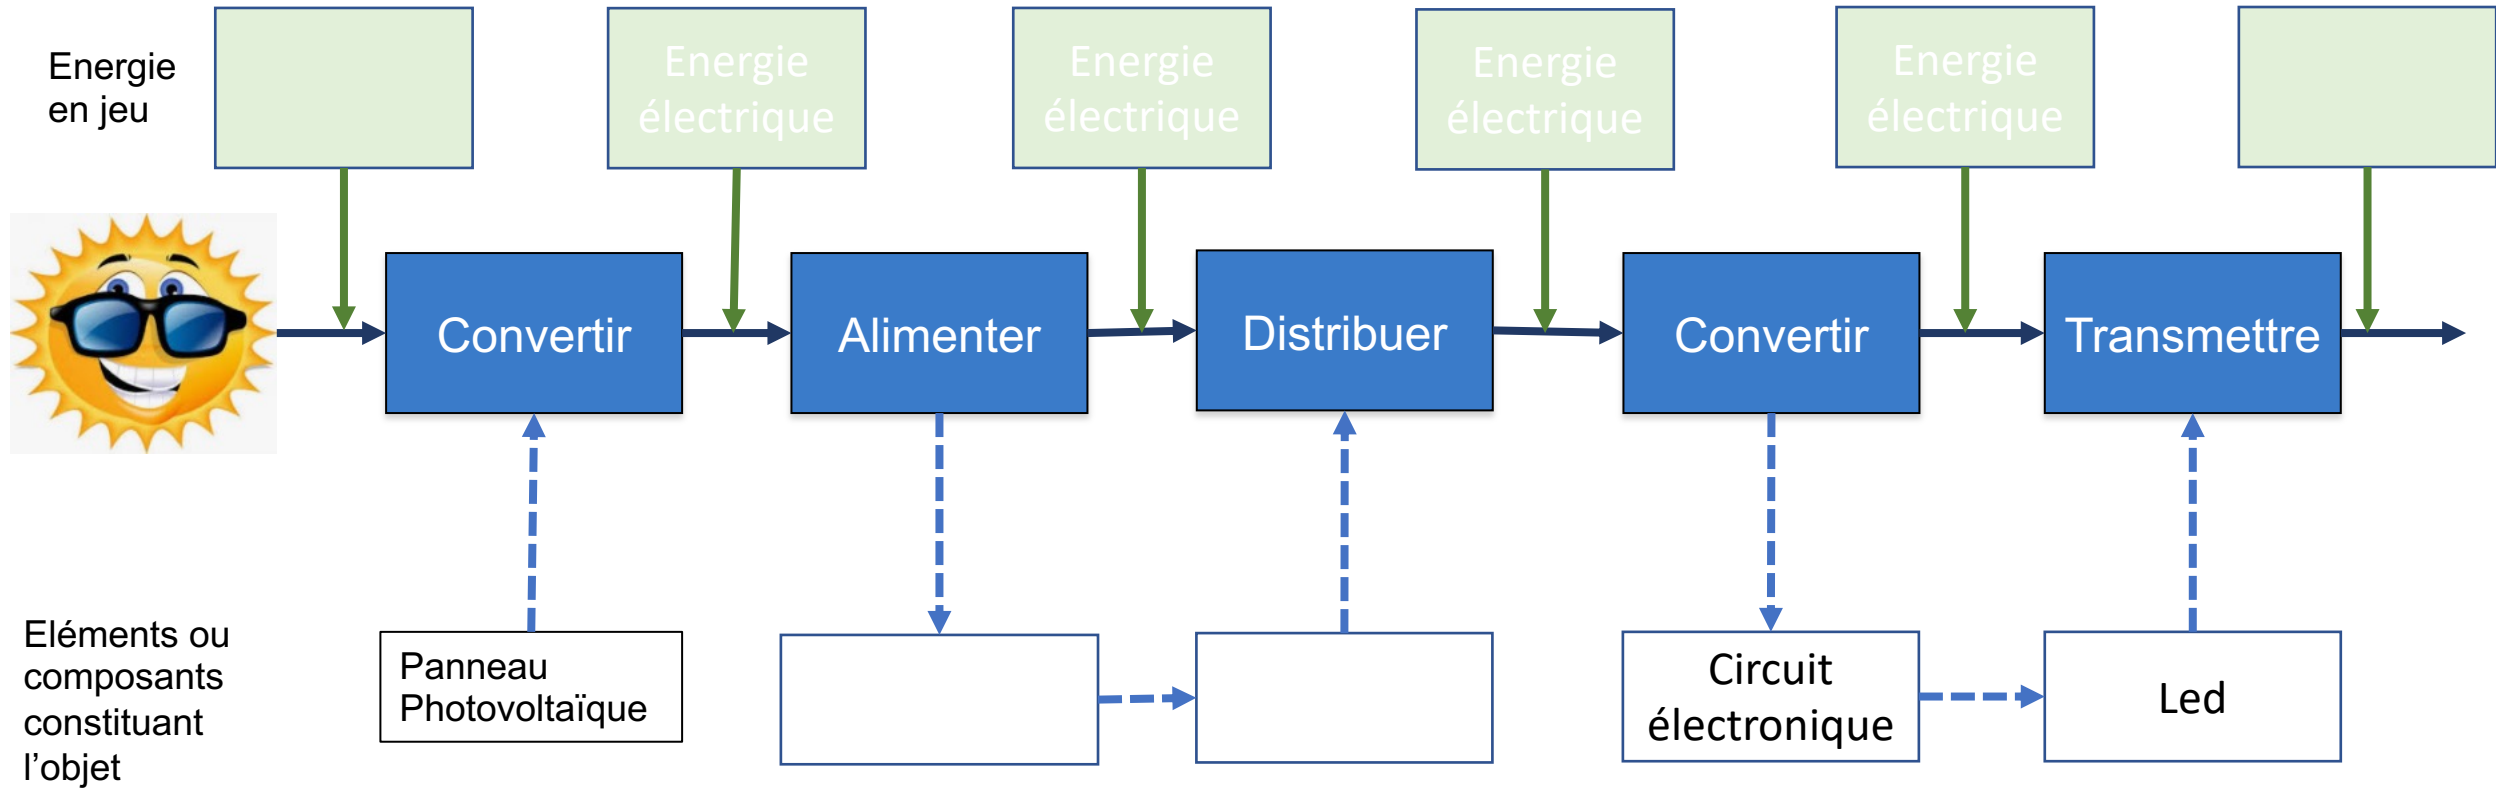 Energie
en jeu
Energie
électrique
Energie
électrique
Energie
électrique
Energie
électrique
Convertir
Alimenter
Distribuer
Convertir
Transmettre
Eléments ou
composants
constituant
l’objet
Panneau
Photovoltaïque
Circuit
électronique
Led